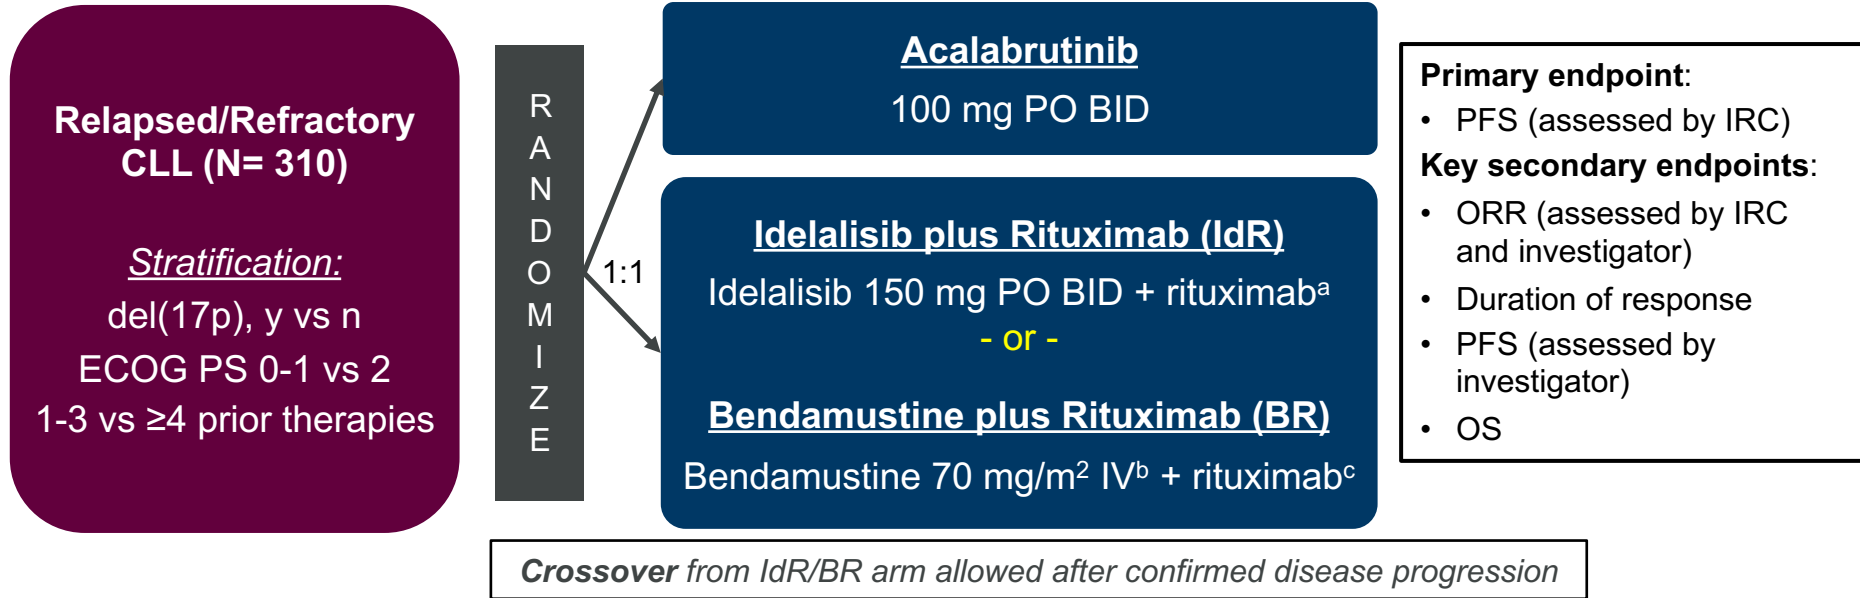 Relapsed/Refractory
CLL (N= 310)
Stratification:
del(17p), y vs n
ECOG PS 0-1 vs 2
1-3 vs ≥4 prior therapies
RANDOMIZE
1:1
Acalabrutinib
100 mg PO BID
Idelalisib plus Rituximab (IdR)
Idelalisib 150 mg PO BID + rituximabᵃ
- or -
Bendamustine plus Rituximab (BR)
Bendamustine 70 mg/m² IVᵇ + rituximabᶜ
Primary endpoint:
• PFS (assessed by IRC)
Key secondary endpoints:
• ORR (assessed by IRC
and investigator)
• Duration of response
• PFS (assessed by
investigator)
• OS
Crossover from IdR/BR arm allowed after confirmed disease progression